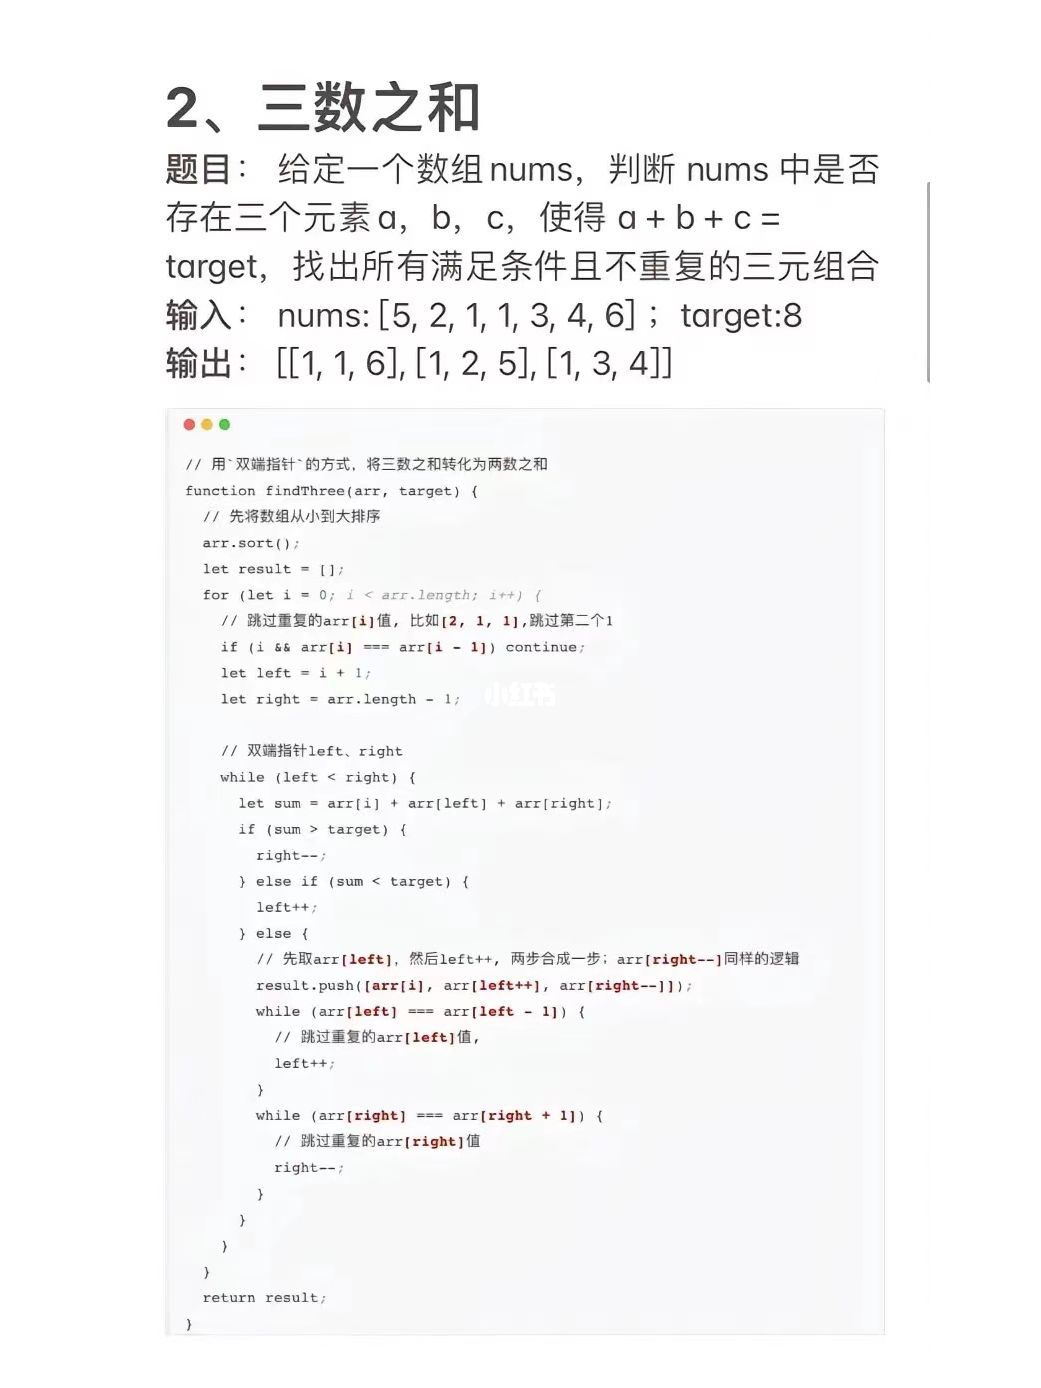 2、三数之和
题目： 给定一个数组nums，判断 nums 中是否
存在三个元素a，b，c，使得 a + b + c =
target，找出所有满足条件且不重复的三元组合
输入： nums: [5, 2, 1, 1, 3, 4, 6] ；target:8
输出： [[1, 1, 6], [1, 2, 5], [1, 3, 4]]
// 用`双端指针`的方式，将三数之和转化为两数之和
function findThree(arr, target) {
  // 先将数组从小到大排序
  arr.sort();
  let result = [];
  for (let i = 0; i < arr.length; i++) {
    // 跳过重复的arr[i]值, 比如[2, 1, 1],跳过第二个1
    if (i && arr[i] === arr[i - 1]) continue;
    let left = i + 1;
    let right = arr.length - 1;
小红书
    // 双端指针left、right
    while (left < right) {
      let sum = arr[i] + arr[left] + arr[right];
      if (sum > target) {
        right--;
      } else if (sum < target) {
        left++;
      } else {
        // 先取arr[left]，然后left++, 两步合成一步；arr[right--]同样的逻辑
        result.push([arr[i], arr[left++], arr[right--]]);
        while (arr[left] === arr[left - 1]) {
          // 跳过重复的arr[left]值,
          left++;
        }
        while (arr[right] === arr[right + 1]) {
          // 跳过重复的arr[right]值
          right--;
        }
      }
    }
  }
  return result;
}